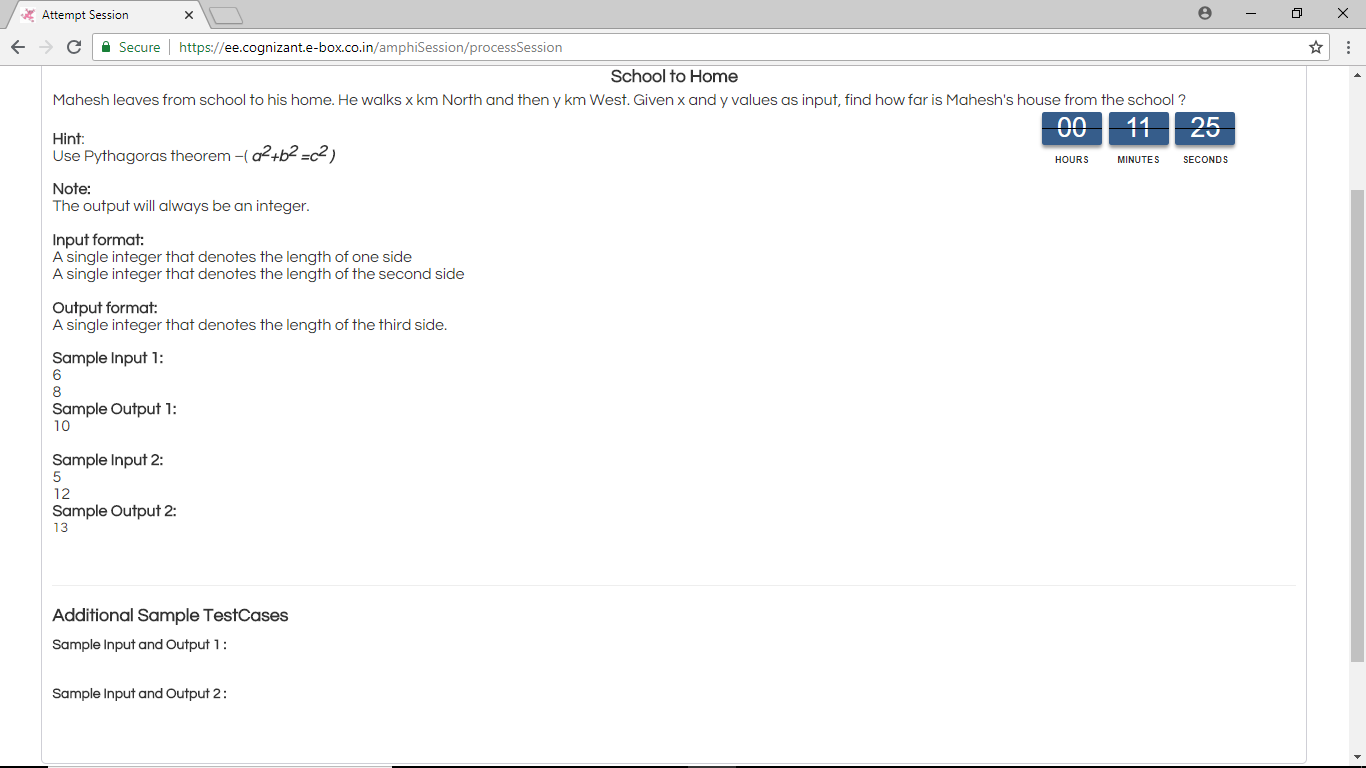 Attempt Session
Secure https://ee.cognizant.e-box.co.in/amphiSession/processSession
School to Home
Mahesh leaves from school to his home. He walks x km North and then y km West. Given x and y values as input, find how far is Mahesh's house from the school ?
00 11 25
HOURS MINUTES SECONDS
Hint:
Use Pythagoras theorem –( a²+b² =c² )
Note:
The output will always be an integer.
Input format:
A single integer that denotes the length of one side
A single integer that denotes the length of the second side
Output format:
A single integer that denotes the length of the third side.
Sample Input 1:
6
8
Sample Output 1:
10
Sample Input 2:
5
12
Sample Output 2:
13
Additional Sample TestCases
Sample Input and Output 1 :
Sample Input and Output 2 :